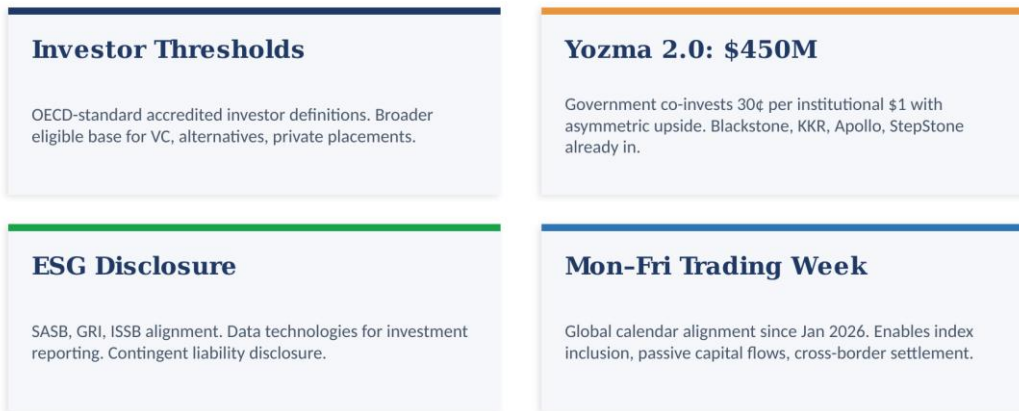 Investor Thresholds
OECD-standard accredited investor definitions. Broader
eligible base for VC, alternatives, private placements.
Yozma 2.0: $450M
Government co-invests 30¢ per institutional $1 with
asymmetric upside. Blackstone, KKR, Apollo, StepStone
already in.
ESG Disclosure
SASB, GRI, ISSB alignment. Data technologies for investment
reporting. Contingent liability disclosure.
Mon–Fri Trading Week
Global calendar alignment since Jan 2026. Enables index
inclusion, passive capital flows, cross-border settlement.